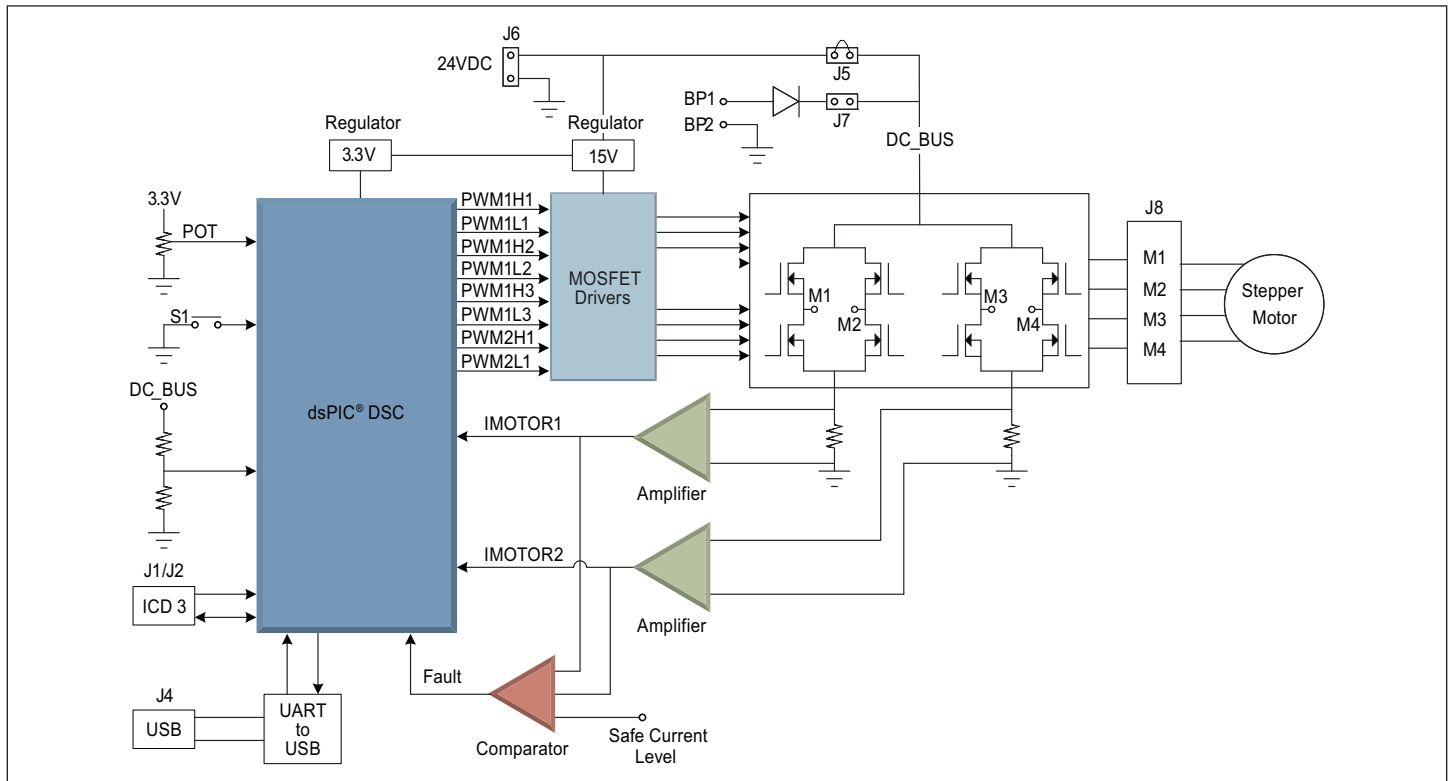 J6
24VDC
J5
BP1
J7
BP2
DC_BUS
Regulator
3.3V
Regulator
15V
3.3V
POT
S1
DC_BUS
dsPIC® DSC
PWM1H1
PWM1L1
PWM1H2
PWM1L2
PWM1H3
PWM1L3
PWM2H1
PWM2L1
MOSFET
Drivers
M1
M2
M3
M4
J8
M1
M2
M3
M4
Stepper
Motor
IMOTOR1
Amplifier
IMOTOR2
Amplifier
J1/J2
ICD 3
Fault
Comparator
Safe Current
Level
J4
USB
UART
to
USB